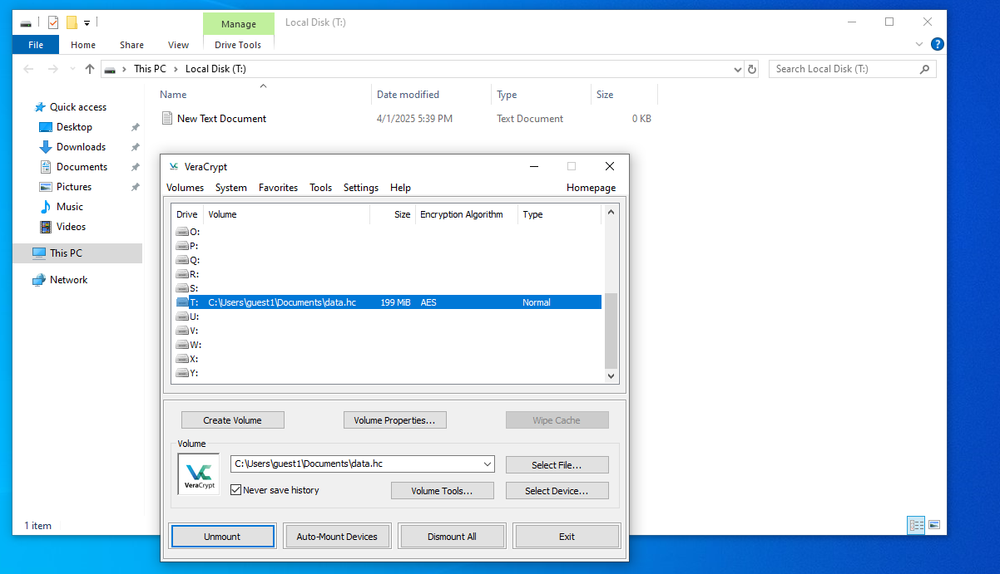 Manage
Local Disk (T:)
File
Home
Share
View
Drive Tools
?
This PC
Local Disk (T:)
Search Local Disk (T:)
Name
Date modified
Type
Size
New Text Document
4/1/2025 5:39 PM
Text Document
0 KB
Quick access
Desktop
Downloads
Documents
Pictures
Music
Videos
This PC
Network
1 item
VeraCrypt
Volumes
System
Favorites
Tools
Settings
Help
Homepage
Drive
Volume
Size
Encryption Algorithm
Type
O:
P:
Q:
R:
S:
T: C:\Users\guest1\Documents\data.hc 199 MiB AES Normal
U:
V:
W:
X:
Y:
Create Volume
Volume Properties...
Wipe Cache
Volume
VeraCrypt
C:\Users\guest1\Documents\data.hc
Select File...
Never save history
Volume Tools...
Select Device...
Unmount
Auto-Mount Devices
Dismount All
Exit